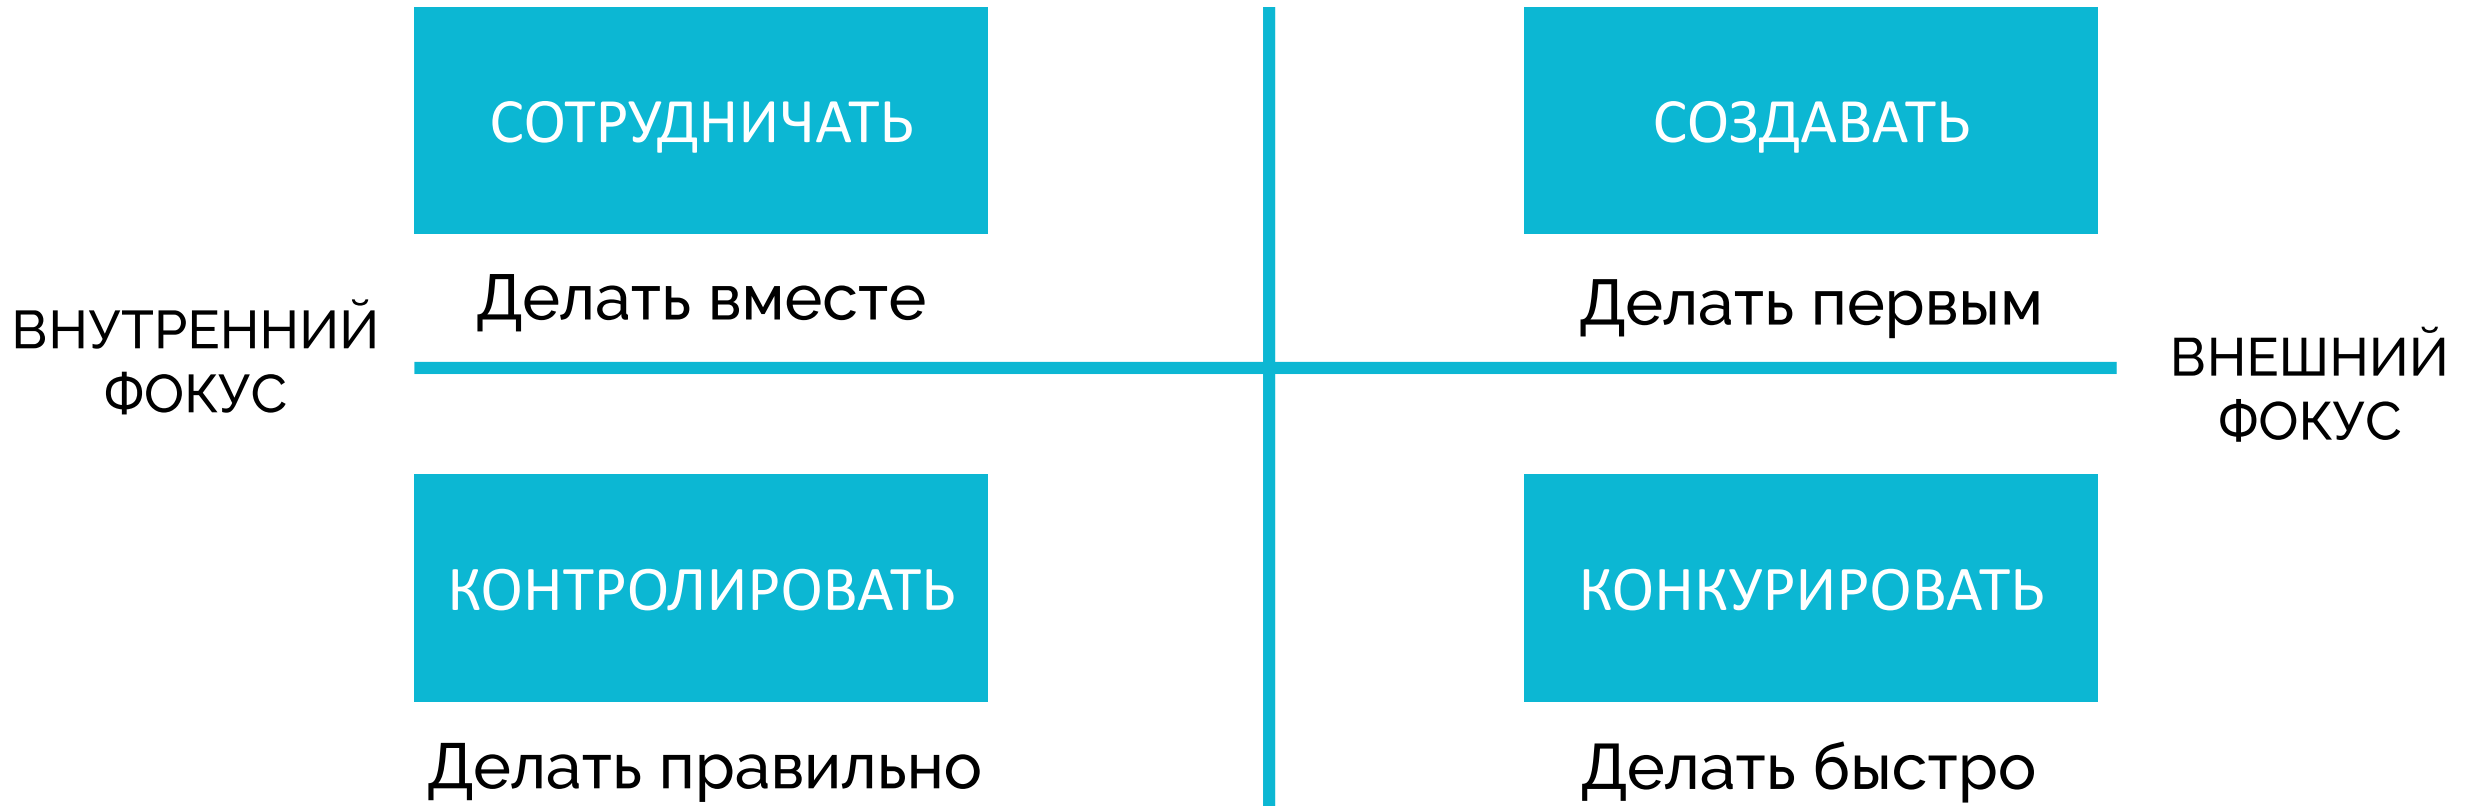 СОТРУДНИЧАТЬ
СОЗДАВАТЬ
Делать вместе
Делать первым
ВНУТРЕННИЙ
ФОКУС
ВНЕШНИЙ
ФОКУС
КОНТРОЛИРОВАТЬ
КОНКУРИРОВАТЬ
Делать правильно
Делать быстро